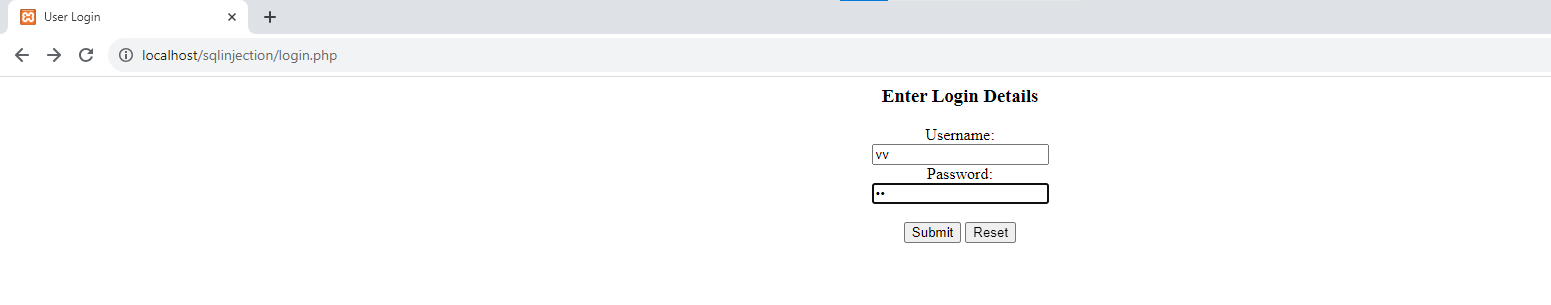 User Login
localhost/sqlinjection/login.php
Enter Login Details
Username:
vv
Password:
••
Submit Reset